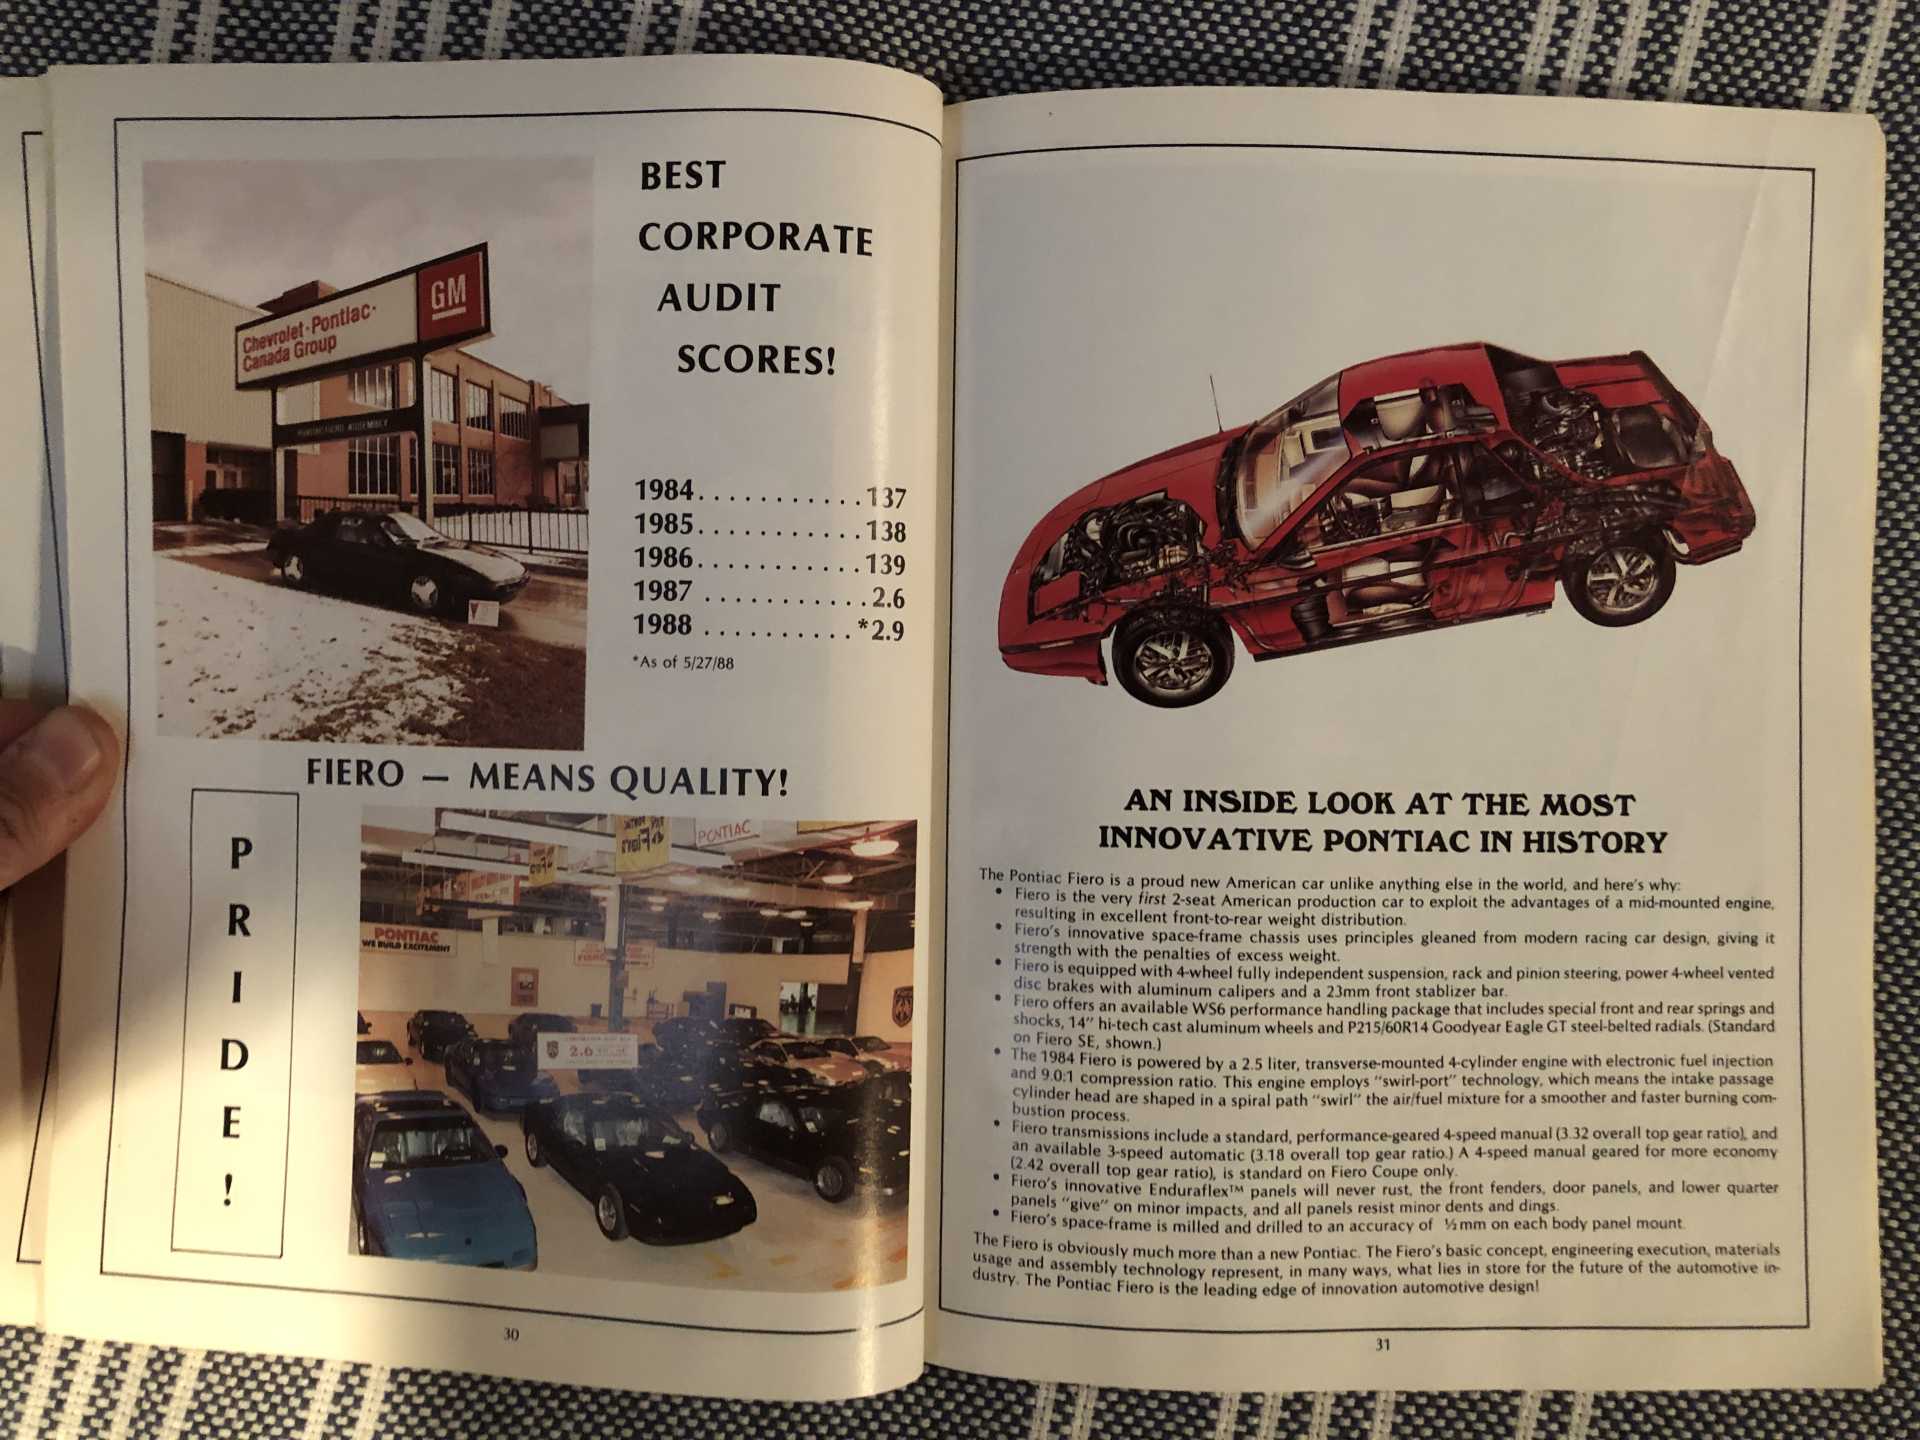 BEST
CORPORATE
AUDIT
SCORES!
GM
Chevrolet·Pontiac·
Canada Group
PONTIAC FIERO ASSEMBLY
1984...........137
1985...........138
1986...........139
1987 ...........2.6
1988 ..........*2.9
*As of 5/27/88
FIERO — MEANS QUALITY!
P
R
I
D
E
!
PONTIAC
Fiero
PONTIAC
WE BUILD EXCITEMENT
2.6
30
AN INSIDE LOOK AT THE MOST
INNOVATIVE PONTIAC IN HISTORY
The Pontiac Fiero is a proud new American car unlike anything else in the world, and here's why:
• Fiero is the very first 2-seat American production car to exploit the advantages of a mid-mounted engine,
resulting in excellent front-to-rear weight distribution.
• Fiero's innovative space-frame chassis uses principles gleaned from modern racing car design, giving it
strength with the penalties of excess weight.
• Fiero is equipped with 4-wheel fully independent suspension, rack and pinion steering, power 4-wheel vented
disc brakes with aluminum calipers and a 23mm front stablizer bar.
• Fiero offers an available WS6 performance handling package that includes special front and rear springs and
shocks, 14" hi-tech cast aluminum wheels and P215/60R14 Goodyear Eagle GT steel-belted radials. (Standard
on Fiero SE, shown.)
• The 1984 Fiero is powered by a 2.5 liter, transverse-mounted 4-cylinder engine with electronic fuel injection
and 9.0:1 compression ratio. This engine employs "swirl-port" technology, which means the intake passage
cylinder head are shaped in a spiral path "swirl" the air/fuel mixture for a smoother and faster burning com-
bustion process.
• Fiero transmissions include a standard, performance-geared 4-speed manual (3.32 overall top gear ratio), and
an available 3-speed automatic (3.18 overall top gear ratio.) A 4-speed manual geared for more economy
(2.42 overall top gear ratio), is standard on Fiero Coupe only.
• Fiero's innovative Enduraflex™ panels will never rust, the front fenders, door panels, and lower quarter
panels "give" on minor impacts, and all panels resist minor dents and dings.
• Fiero's space-frame is milled and drilled to an accuracy of ½mm on each body panel mount.
The Fiero is obviously much more than a new Pontiac. The Fiero's basic concept, engineering execution, materials
usage and assembly technology represent, in many ways, what lies in store for the future of the automotive in-
dustry. The Pontiac Fiero is the leading edge of innovation automotive design!
31